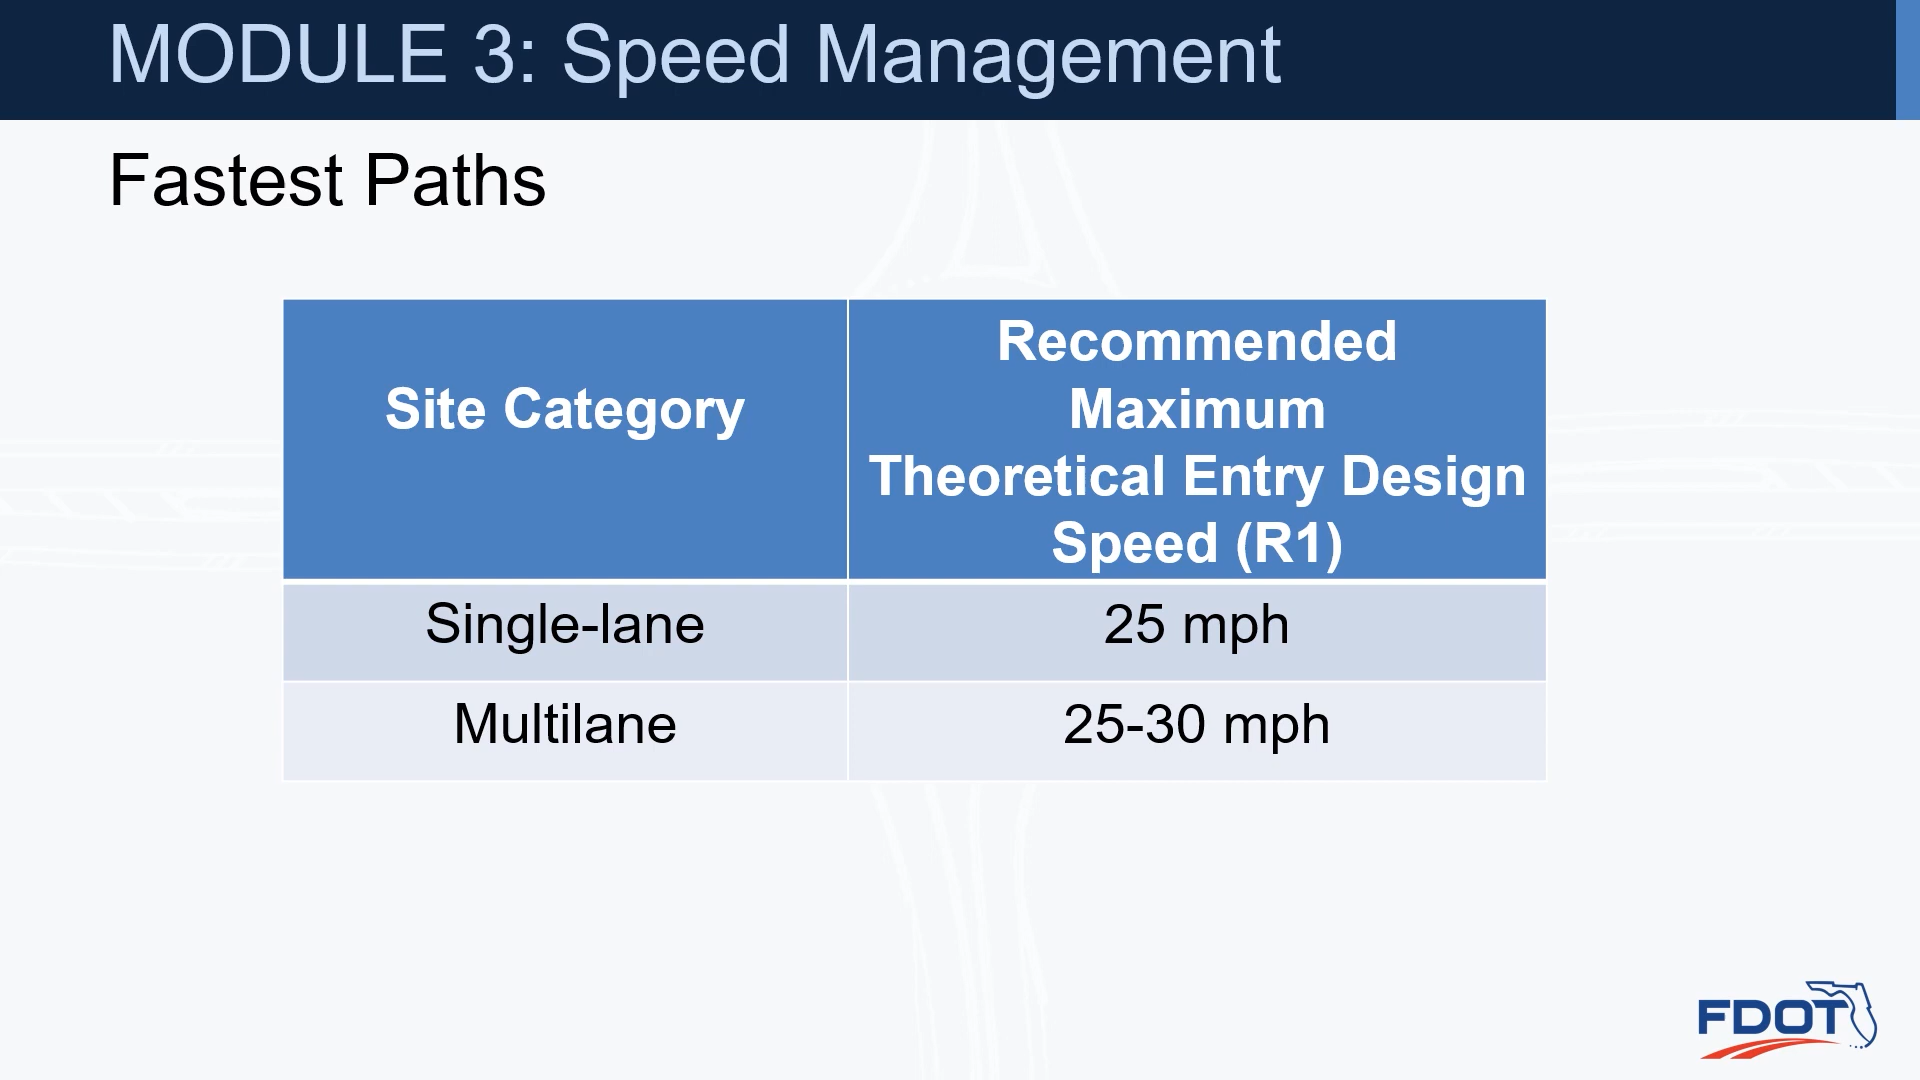 MODULE 3: Speed Management
Fastest Paths
Site Category
Recommended
Maximum
Theoretical Entry Design
Speed (R1)
Single-lane
25 mph
Multilane
25-30 mph
FDOT